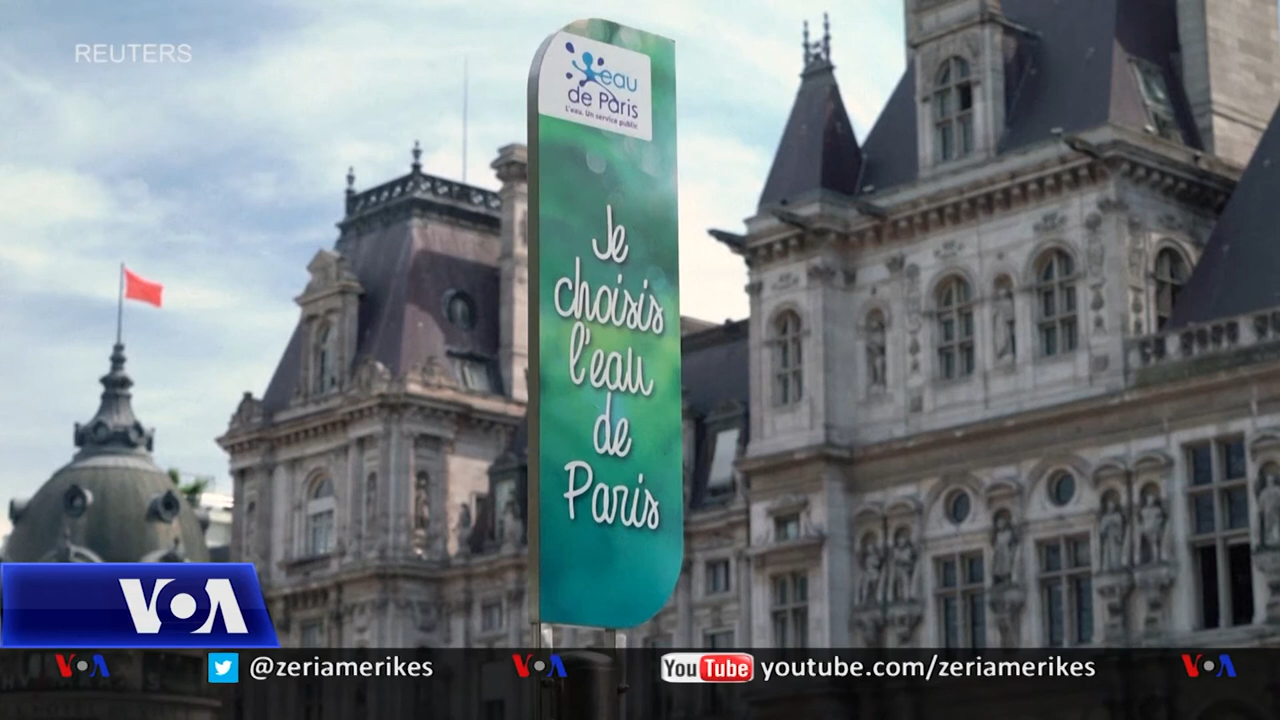 REUTERS
eau
de Paris
L'eau. Un service public
Je
choisis
l'eau
de
Paris
VOA
VOA
@zeriamerikes
VOA
YouTube
youtube.com/zeriamerikes
VOA